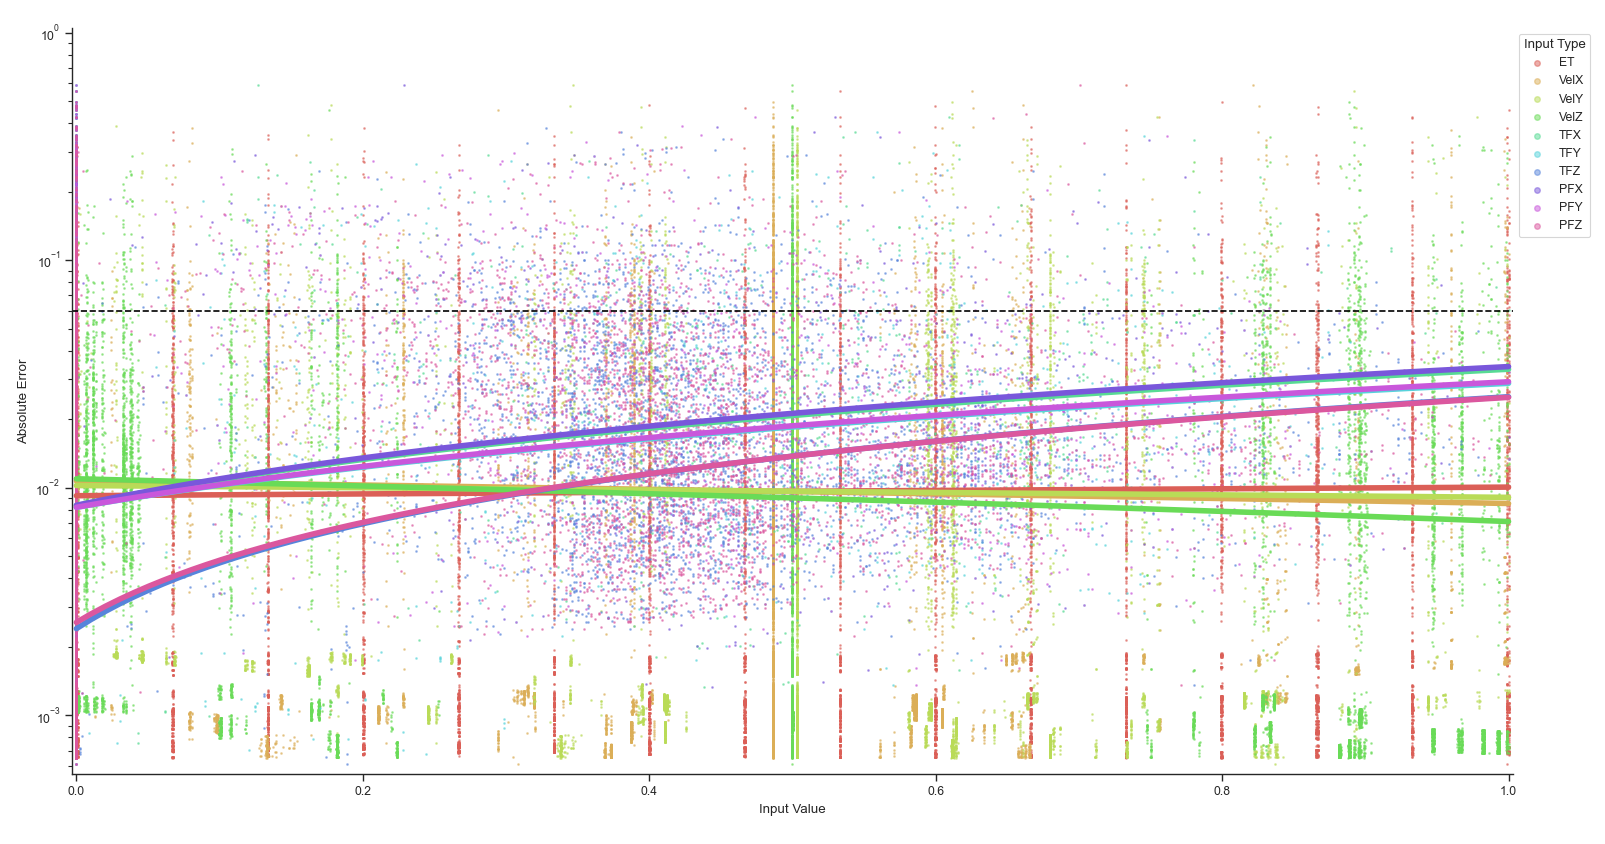 10^0
10^-1
10^-2
10^-3
Absolute Error
0.0 0.2 0.4 0.6 0.8 1.0
Input Value
Input Type
ET
VelX
VelY
VelZ
TFX
TFY
TFZ
PFX
PFY
PFZ